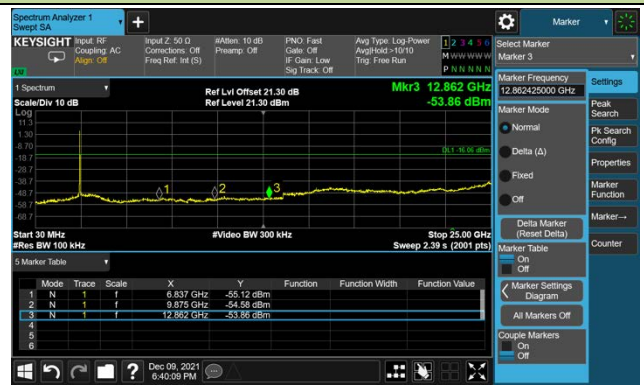 Spectrum Analyzer 1
Swept SA
+
Marker
KEYSIGHT
Input: RF
Coupling: AC
Align: Off
Input Z: 50 Ω
Corrections: Off
Freq Ref: Int (S)
#Atten: 10 dB
Preamp: Off
PNO: Fast
Gate: Off
IF Gain: Low
Sig Track: Off
Avg Type: Log-Power
Avg|Hold:>10/10
Trig: Free Run
1 2 3 4 5 6
M W W W W W
P N N N N N
Select Marker
Marker 3
1 Spectrum
Scale/Div 10 dB
Log
Ref Lvl Offset 21.30 dB
Ref Level 21.30 dBm
Mkr3 12.862 GHz
-53.86 dBm
11.3
1.30
-8.70
-18.7
-28.7
-38.7
-48.7
-58.7
-68.7
DL1 -16.06 dBm
1
2
3
Start 30 MHz
#Res BW 100 kHz
#Video BW 300 kHz
Stop 25.00 GHz
Sweep 2.39 s (2001 pts)
5 Marker Table
Mode Trace Scale X Y Function Function Width Function Value
1 N 1 f 6.837 GHz -55.12 dBm
2 N 1 f 9.875 GHz -54.58 dBm
3 N 1 f 12.862 GHz -53.86 dBm
4
5
6
Marker Frequency
12.862425000 GHz
Marker Mode
Normal
Delta (Δ)
Fixed
Off
Delta Marker
(Reset Delta)
Marker Table
On
Off
Marker Settings
Diagram
All Markers Off
Couple Markers
On
Off
Settings
Peak
Search
Pk Search
Config
Properties
Marker
Function
Marker→
Counter
?
Dec 09, 2021
6:40:09 PM